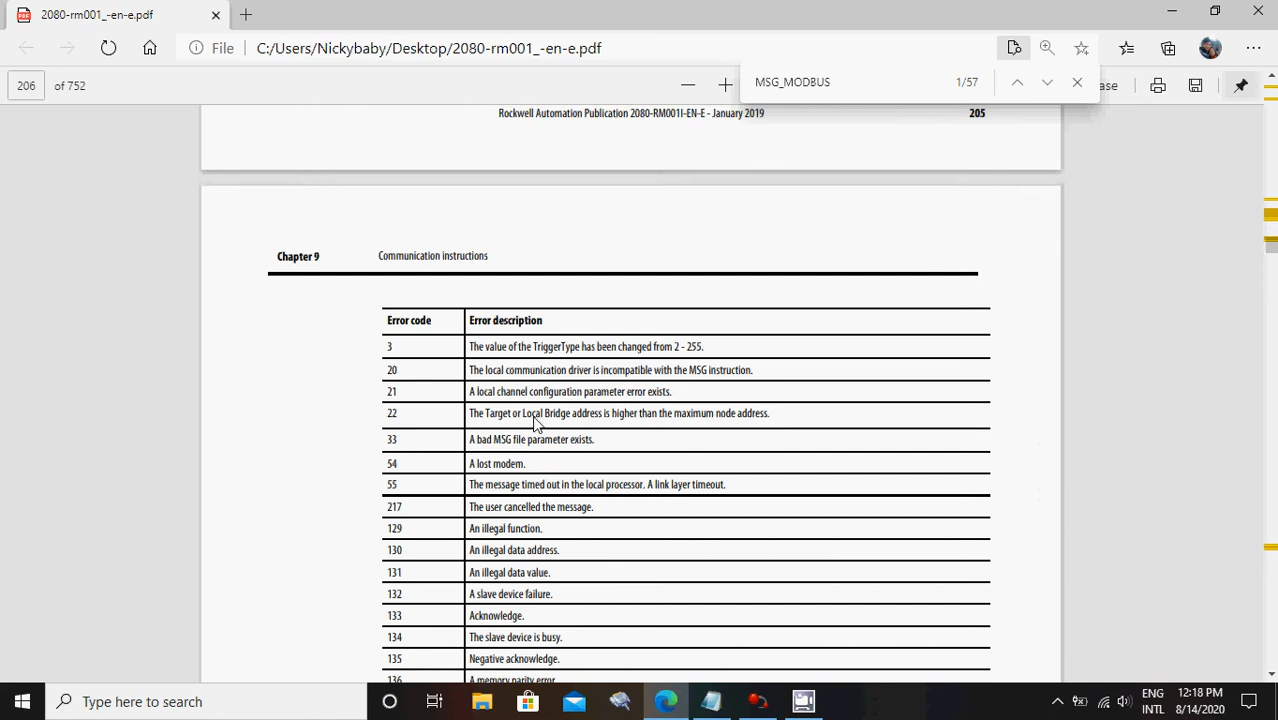 2080-rm001_-en-e.pdf
File C:/Users/Nickybaby/Desktop/2080-rm001_-en-e.pdf
206 of 752
MSG_MODBUS 1/57
ase
Rockwell Automation Publication 2080-RM001I-EN-E - January 2019 205
Chapter 9 Communication instructions
Error code Error description
3 The value of the TriggerType has been changed from 2 - 255.
20 The local communication driver is incompatible with the MSG instruction.
21 A local channel configuration parameter error exists.
22 The Target or Local Bridge address is higher than the maximum node address.
33 A bad MSG file parameter exists.
54 A lost modem.
55 The message timed out in the local processor. A link layer timeout.
217 The user cancelled the message.
129 An illegal function.
130 An illegal data address.
131 An illegal data value.
132 A slave device failure.
133 Acknowledge.
134 The slave device is busy.
135 Negative acknowledge.
136 A memory parity error.
Type here to search
ENG 12:18 PM
INTL 8/14/2020